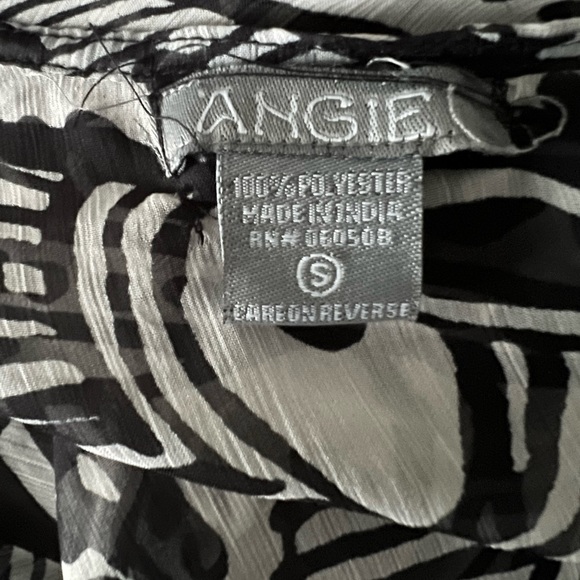 ANGIE
100% POLYESTER
MADE IN INDIA
RN# 060508
S
CARE ON REVERSE